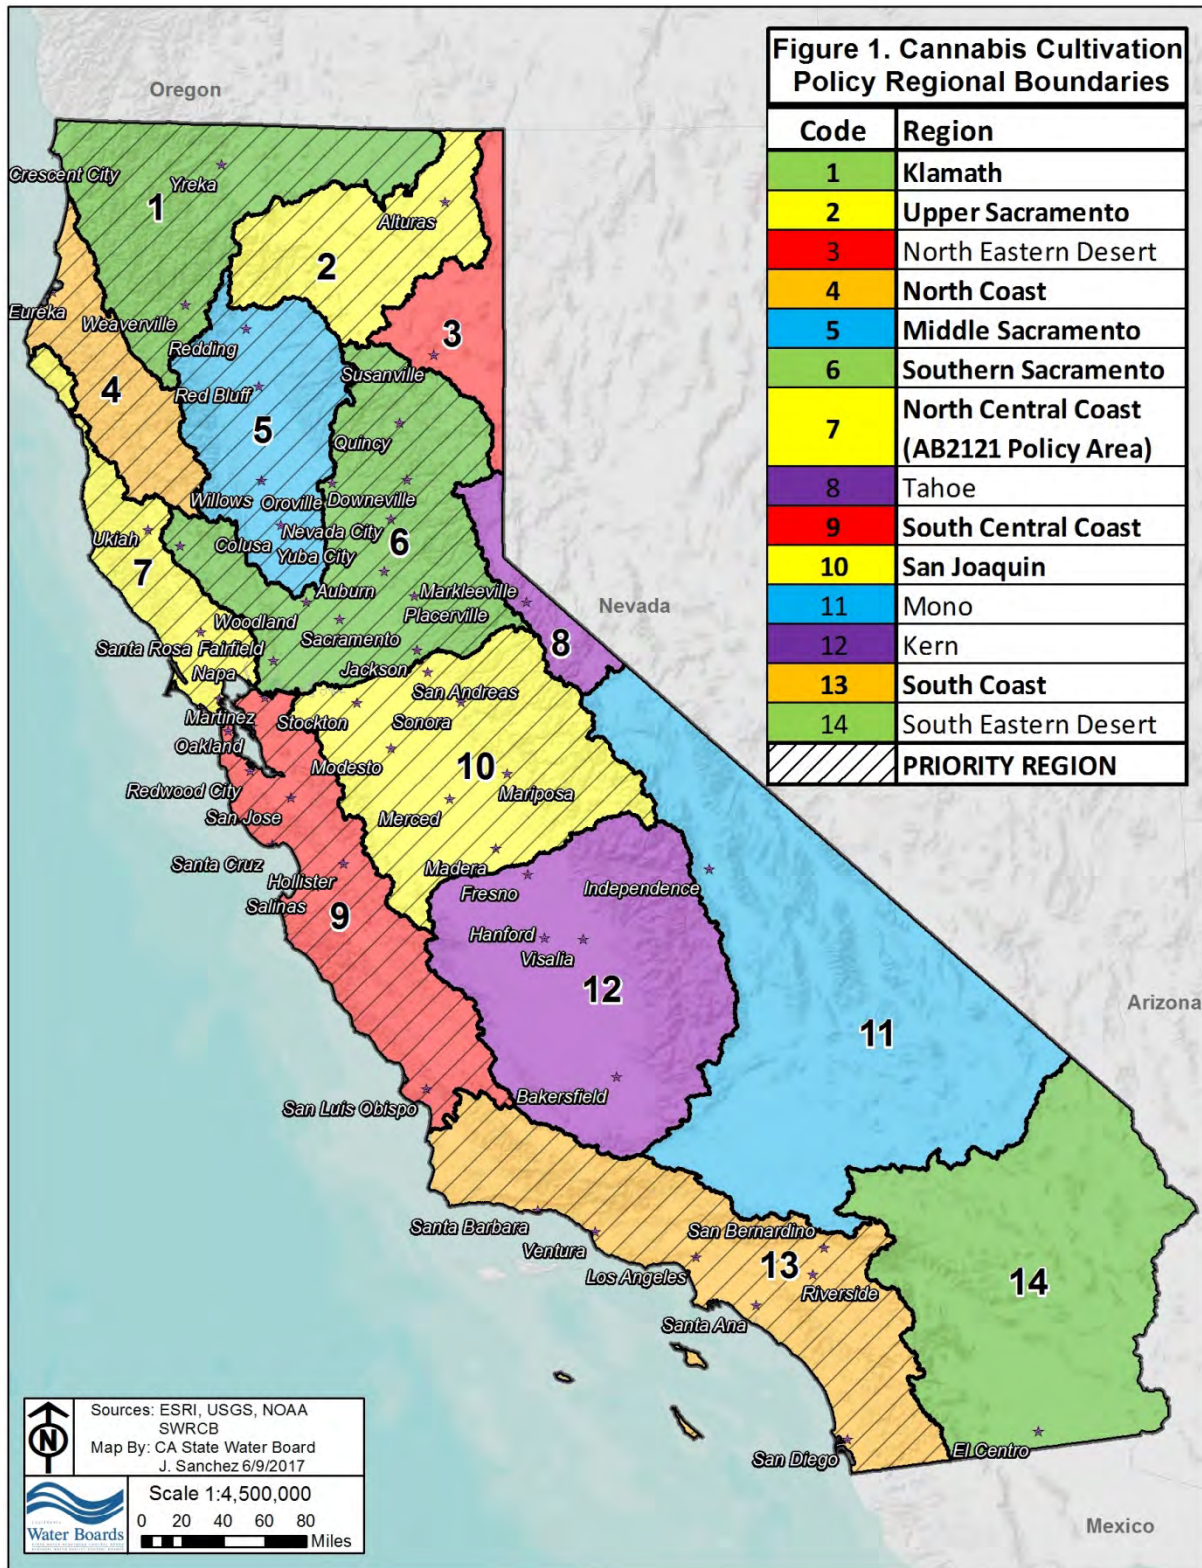 Figure 1. Cannabis Cultivation
Policy Regional Boundaries
Code Region
1 Klamath
2 Upper Sacramento
3 North Eastern Desert
4 North Coast
5 Middle Sacramento
6 Southern Sacramento
7 North Central Coast
(AB2121 Policy Area)
8 Tahoe
9 South Central Coast
10 San Joaquin
11 Mono
12 Kern
13 South Coast
14 South Eastern Desert
PRIORITY REGION
Oregon
Crescent City
Yreka
1
Alturas
2
Eureka
Weaverville
Redding
3
Susanville
4
Red Bluff
5
Quincy
Willows
Oroville
Downeville
Nevada City
Ukiah
Colusa
Yuba City
6
7
Auburn
Markleeville
Nevada
Woodland
Placerville
Sacramento
8
Santa Rosa
Fairfield
Jackson
Napa
San Andreas
Martinez
Stockton
Sonora
Oakland
Modesto
10
Redwood City
Mariposa
San Jose
Merced
Santa Cruz
Madera
Hollister
Fresno
Independence
Salinas
9
Hanford
Visalia
12
Arizona
11
Bakersfield
San Luis Obispo
Santa Barbara
San Bernardino
Ventura
Los Angeles
13
Riverside
14
Santa Ana
San Diego
El Centro
Mexico
N
Sources: ESRI, USGS, NOAA
SWRCB
Map By: CA State Water Board
J. Sanchez 6/9/2017
Water Boards
Scale 1:4,500,000
0 20 40 60 80
Miles